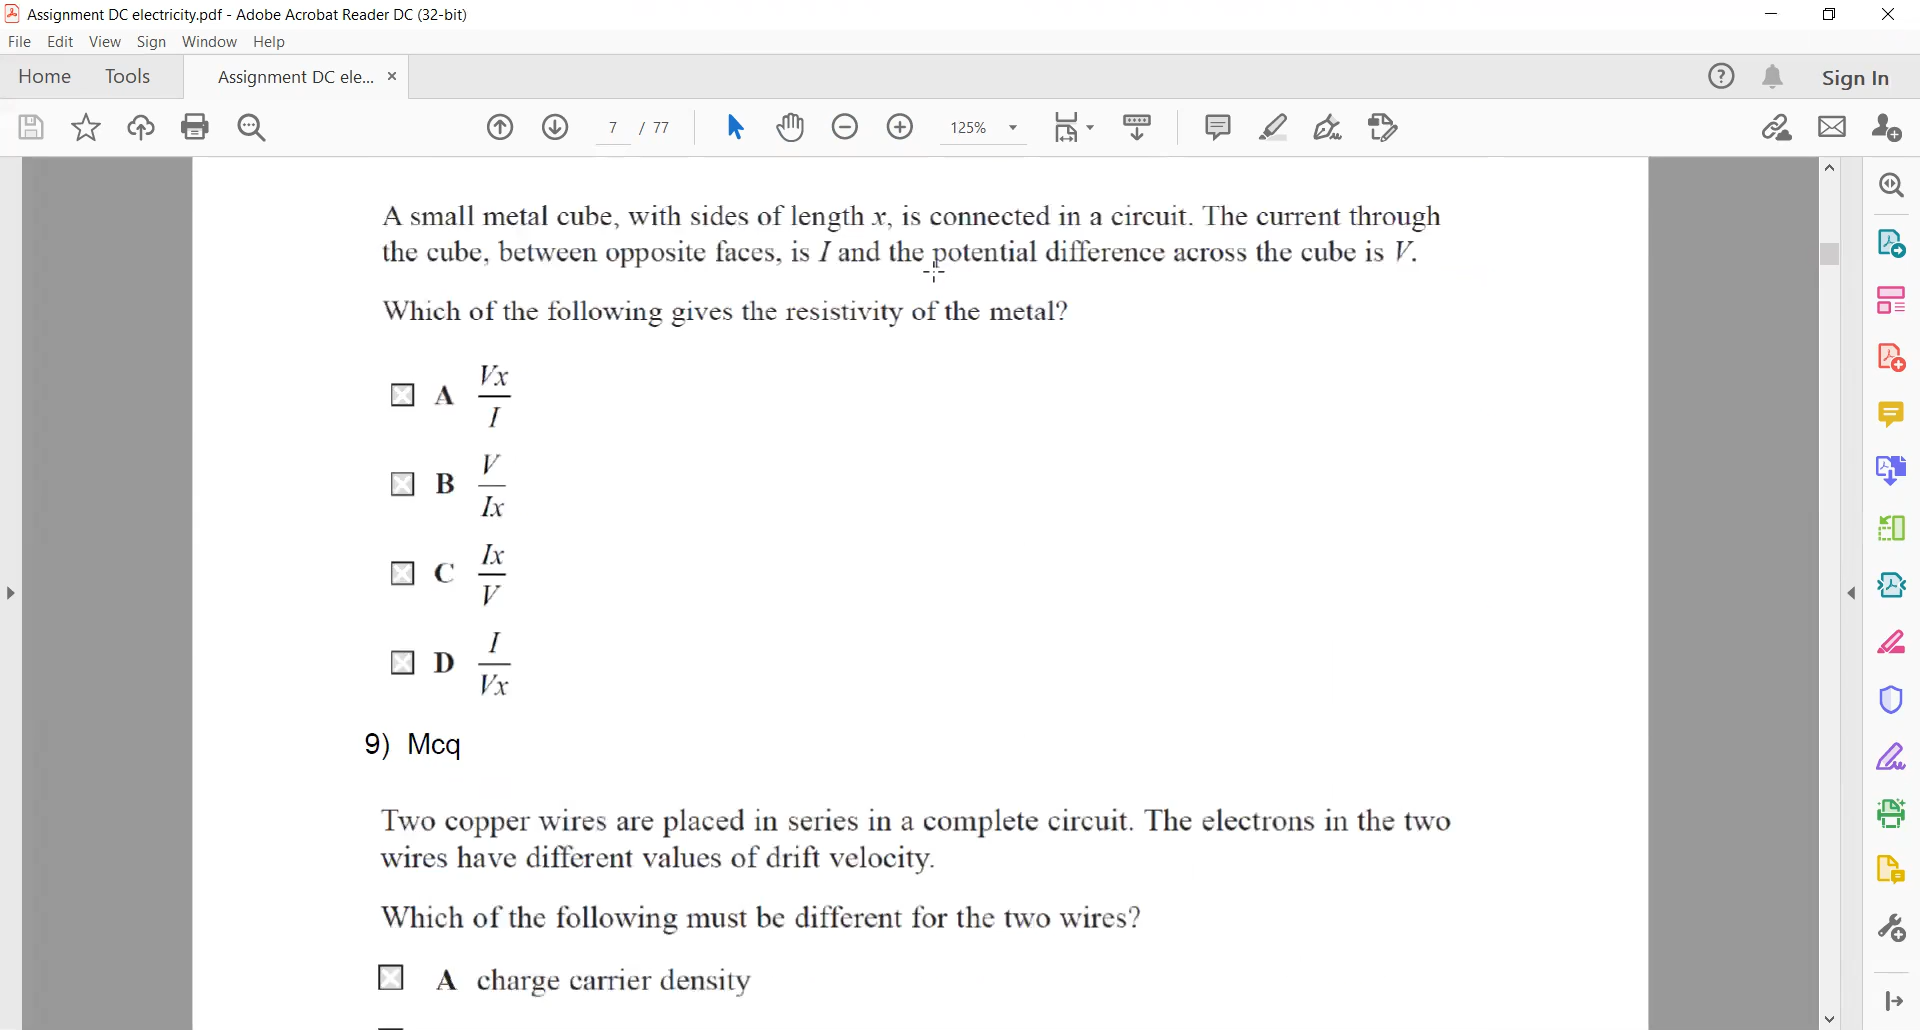 Assignment DC electricity.pdf - Adobe Acrobat Reader DC (32-bit)
File Edit View Sign Window Help
Home Tools Assignment DC ele... × Sign In
7 / 77 125%
A small metal cube, with sides of length x, is connected in a circuit. The current through
the cube, between opposite faces, is I and the potential difference across the cube is V.
Which of the following gives the resistivity of the metal?
A Vx/I
B V/Ix
C Ix/V
D I/Vx
9) Mcq
Two copper wires are placed in series in a complete circuit. The electrons in the two
wires have different values of drift velocity.
Which of the following must be different for the two wires?
A charge carrier density